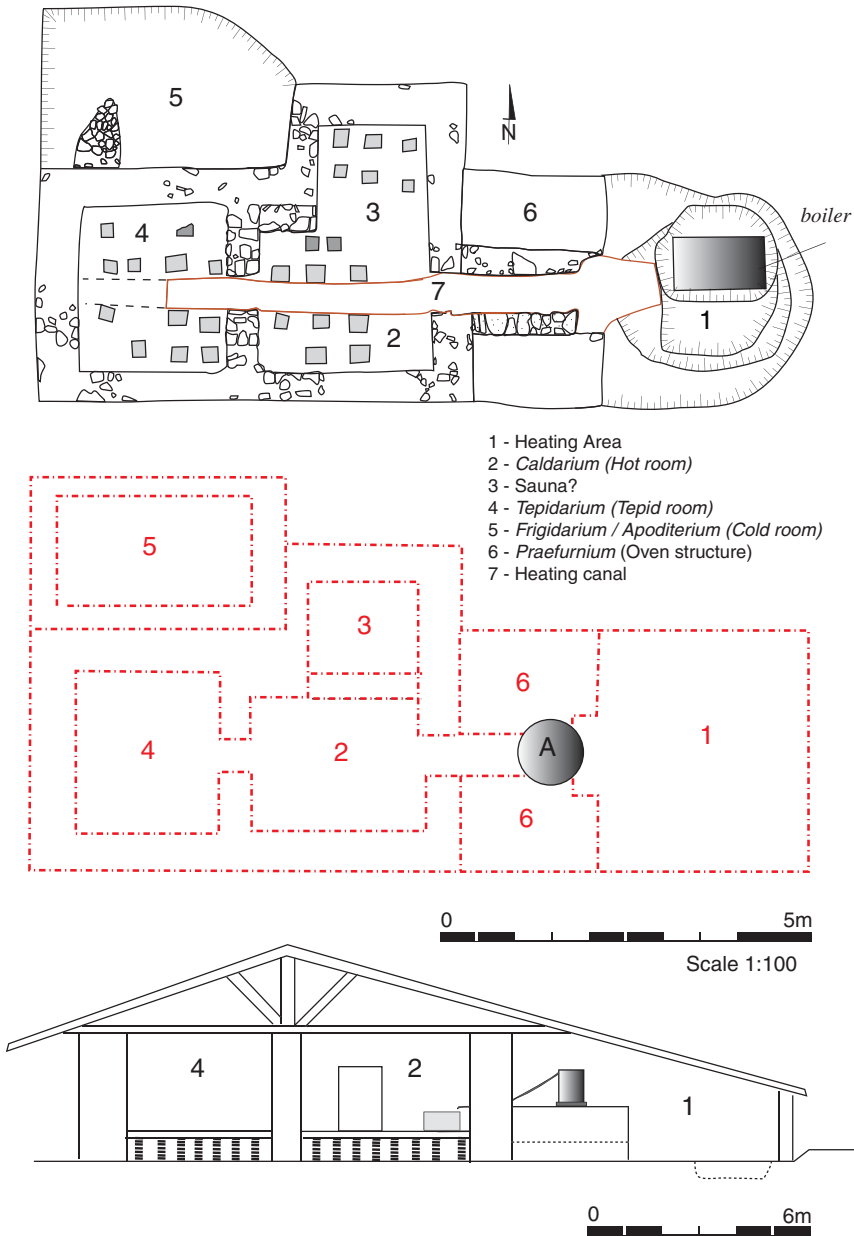 5
N
4
3
6
boiler
7
1
2
1 - Heating Area
2 - Caldarium (Hot room)
3 - Sauna?
4 - Tepidarium (Tepid room)
5 - Frigidarium / Apoditerium (Cold room)
6 - Praefurnium (Oven structure)
7 - Heating canal
5
3
6
4
2
A
1
6
0 5m
Scale 1:100
4
2
1
0 6m